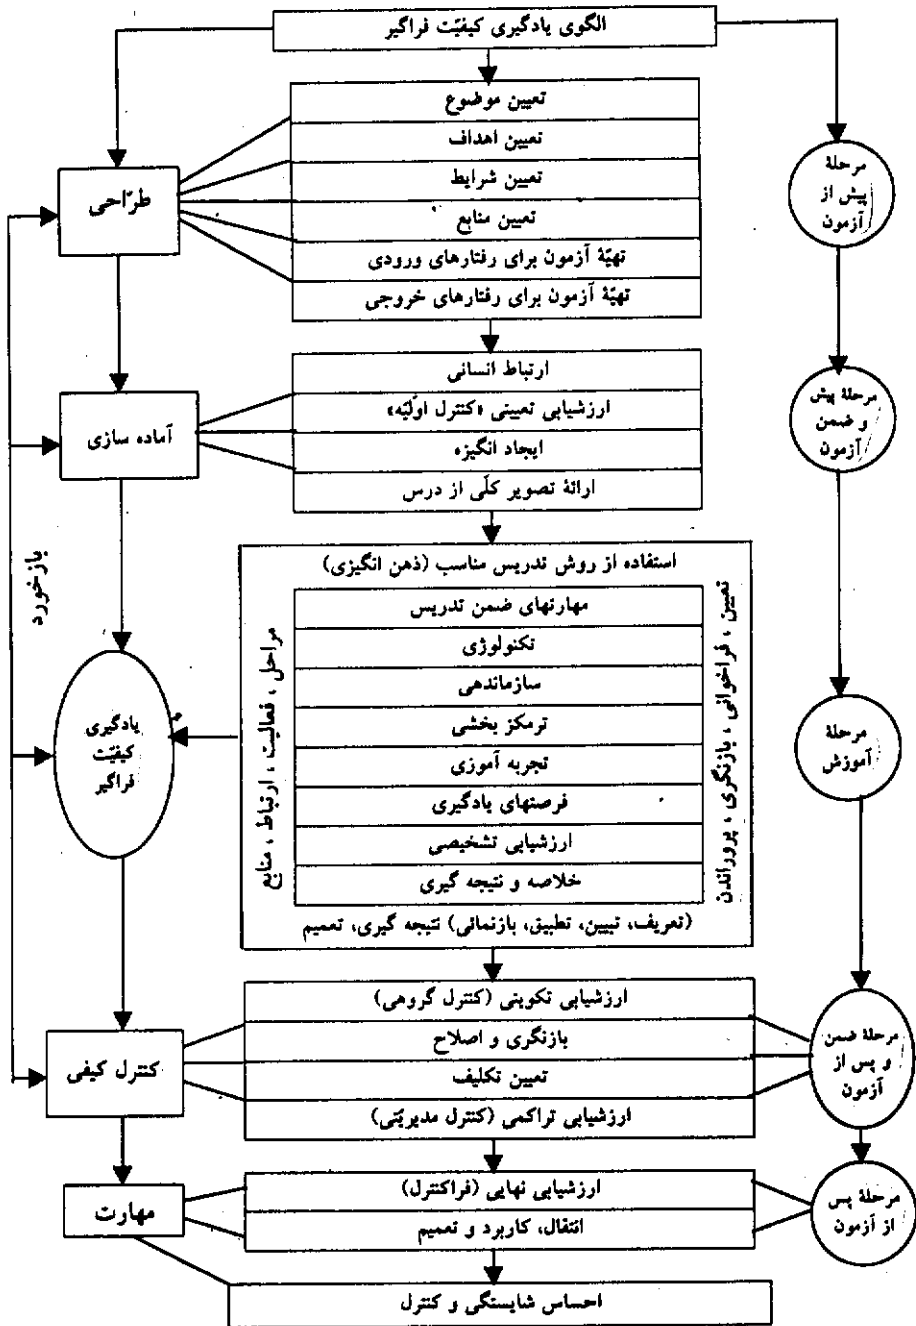 الگوی یادگیری کیفیّت فراگیر
تعیین موضوع
تعیین اهداف
تعیین شرایط
تعیین منابع
تهیّهٔ آزمون برای رفتارهای ورودی
تهیّهٔ آزمون برای رفتارهای خروجی
طرّاحی
مرحلهٔ
پیش از
آزمون
ارتباط انسانی
ارزشیابی تعیینی «کنترل اوّلیّه»
ایجاد انگیزه
ارائهٔ تصویر کلّی از درس
آماده سازی
مرحلهٔ پیش
و ضمن
آزمون
بازخورد
استفاده از روش تدریس مناسب (ذهن انگیزی)
تعیین ، فراخوانی ، بازنگری ، پروراندن
مهارتهای ضمن تدریس
تکنولوژی
سازماندهی
ترمکز بخشی
تجربه آموزی
فرصتهای یادگیری
ارزشیابی تشخیصی
خلاصه و نتیجه گیری
مراحل ، فعالیت ، ارتباط ، منابع
(تعریف، تبیین، تطبیق، بازنمائی) نتیجه گیری، تعمیم
یادگیری
کیفیّت
فراگیر
مرحلهٔ
آموزش
ارزشیابی تکوینی (کنترل گروهی)
بازنگری و اصلاح
تعیین تکلیف
ارزشیابی تراکمی (کنترل مدیریّتی)
کنترل کیفی
مرحلهٔ ضمن
و پس از
آزمون
ارزشیابی نهایی (فراکنترل)
انتقال، کاربرد و تعمیم
مهارت
مرحلهٔ پس
از آزمون
احساس شایستگی و کنترل